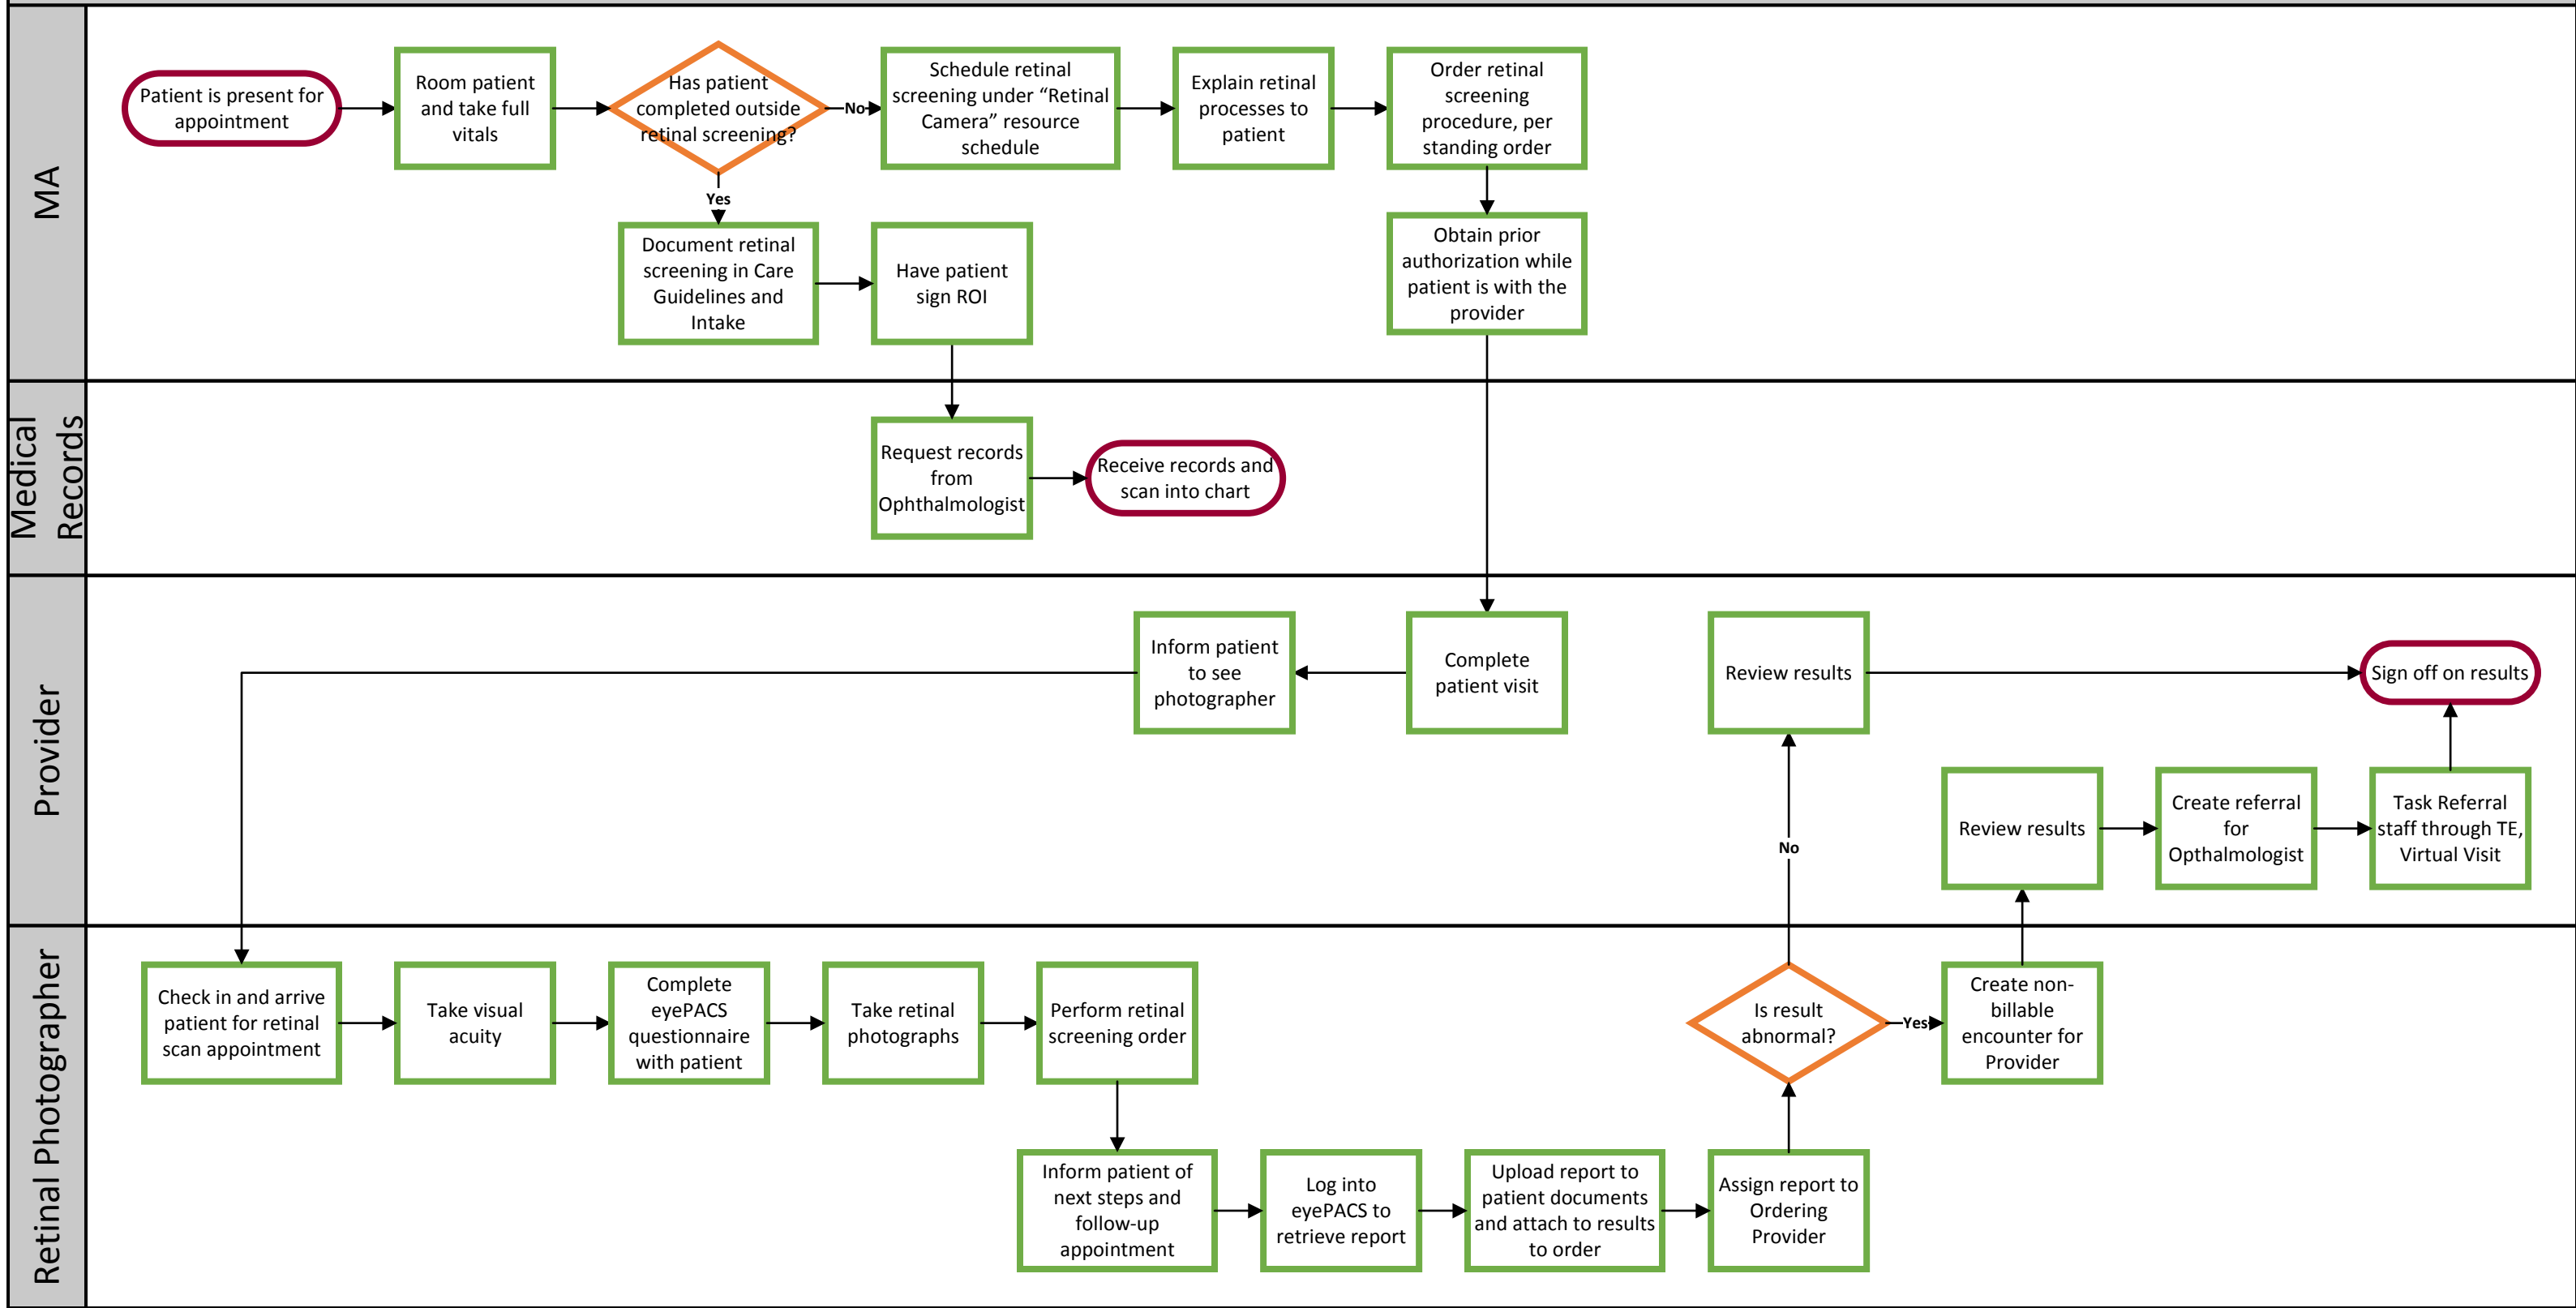 MA
Patient is present for
appointment
Room patient
and take full
vitals
Has patient
completed outside
retinal screening?
No
Schedule retinal
screening under “Retinal
Camera” resource
schedule
Explain retinal
processes to
patient
Order retinal
screening
procedure, per
standing order
Yes
Document retinal
screening in Care
Guidelines and
Intake
Have patient
sign ROI
Obtain prior
authorization while
patient is with the
provider
Medical
Records
Request records
from
Ophthalmologist
Receive records and
scan into chart
Provider
Inform patient
to see
photographer
Complete
patient visit
Review results
Sign off on results
No
Review results
Create referral
for
Opthalmologist
Task Referral
staff through TE,
Virtual Visit
Retinal Photographer
Check in and arrive
patient for retinal
scan appointment
Take visual
acuity
Complete
eyePACS
questionnaire
with patient
Take retinal
photographs
Perform retinal
screening order
Is result
abnormal?
Yes
Create non-
billable
encounter for
Provider
Inform patient of
next steps and
follow-up
appointment
Log into
eyePACS to
retrieve report
Upload report to
patient documents
and attach to results
to order
Assign report to
Ordering
Provider